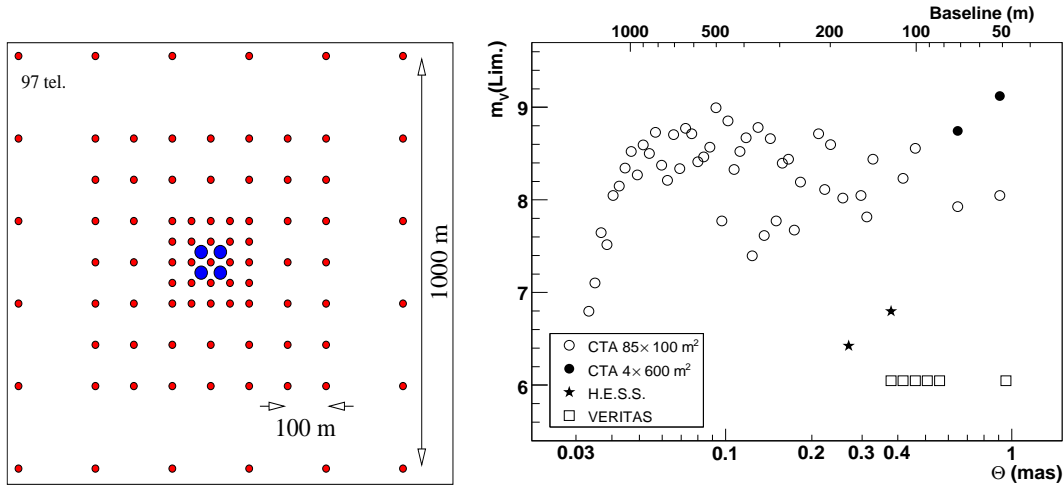 97 tel.
1000 m
100 m
Baseline (m)
1000 500 200 100 50
m_V(Lim.)
9
8
7
6
CTA 85× 100 m²
CTA 4× 600 m²
H.E.S.S.
VERITAS
0.03 0.1 0.2 0.3 0.4 1
Θ (mas)